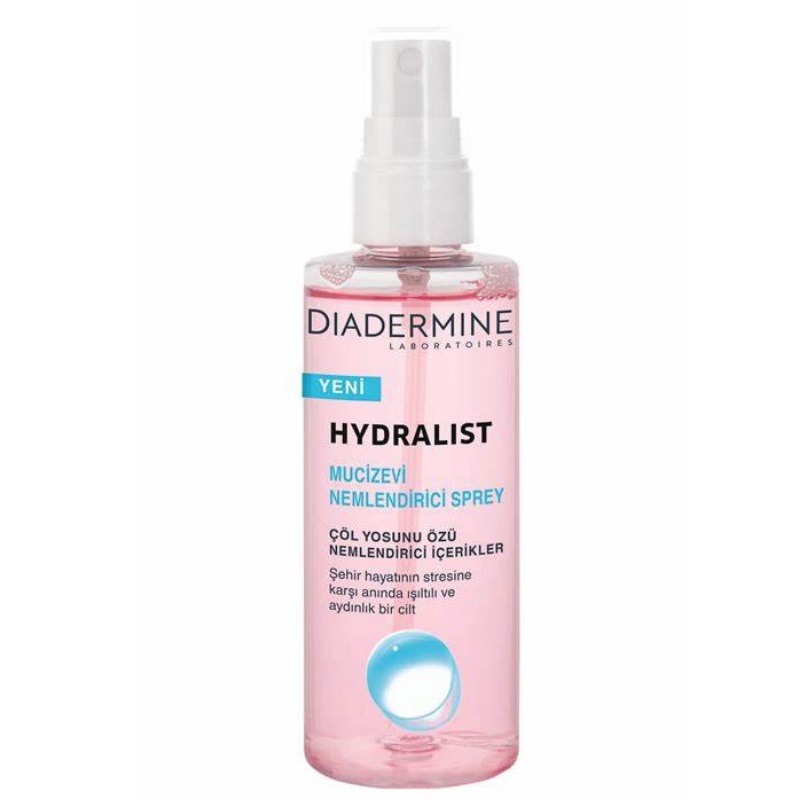 DIADERMINE
LABORATOIRES
YENİ
HYDRALIST
MUCİZEVİ
NEMLENDİRİCİ SPREY
ÇÖL YOSUNU ÖZÜ
NEMLENDİRİCİ İÇERİKLER
Şehir hayatının stresine
karşı anında ışıltılı ve
aydınlık bir cilt